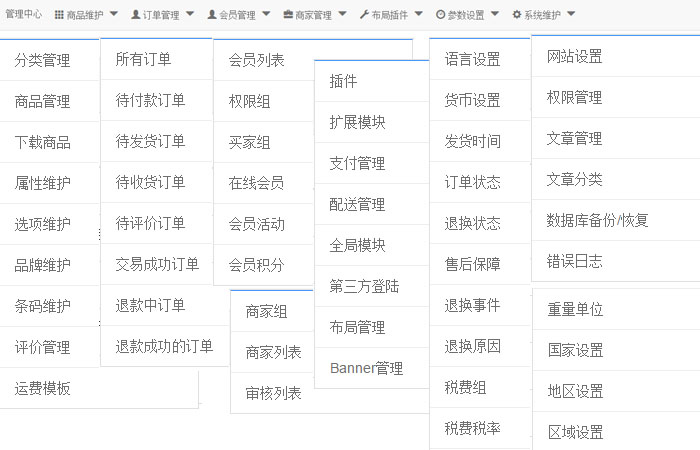 管理中心 商品维护 订单管理 会员管理 商家管理 布局插件 参数设置 系统维护
分类管理
商品管理
下载商品
属性维护
选项维护
品牌维护
条码维护
评价管理
运费模板
所有订单
待付款订单
待发货订单
待收货订单
待评价订单
交易成功订单
退款中订单
退款成功的订单
会员列表
权限组
买家组
在线会员
会员活动
会员积分
商家组
商家列表
审核列表
插件
扩展模块
支付管理
配送管理
全局模块
第三方登陆
布局管理
Banner管理
语言设置
货币设置
发货时间
订单状态
退换状态
售后保障
退换事件
退换原因
税费组
税费税率
网站设置
权限管理
文章管理
文章分类
数据库备份/恢复
错误日志
重量单位
国家设置
地区设置
区域设置